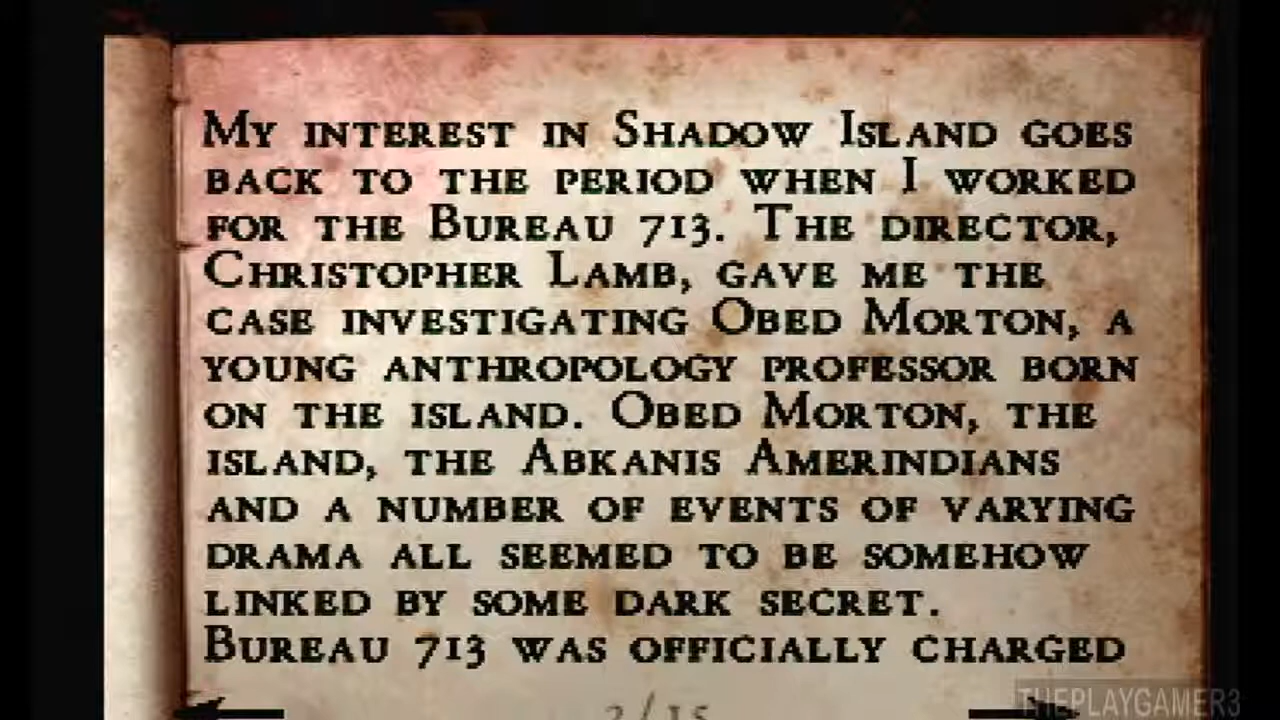 My interest in Shadow Island goes
back to the period when I worked
for the Bureau 713. The director,
Christopher Lamb, gave me the
case investigating Obed Morton, a
young anthropology professor born
on the island. Obed Morton, the
island, the Abkanis Amerindians
and a number of events of varying
drama all seemed to be somehow
linked by some dark secret.
Bureau 713 was officially charged
2/15
THEPLAYGAMER3